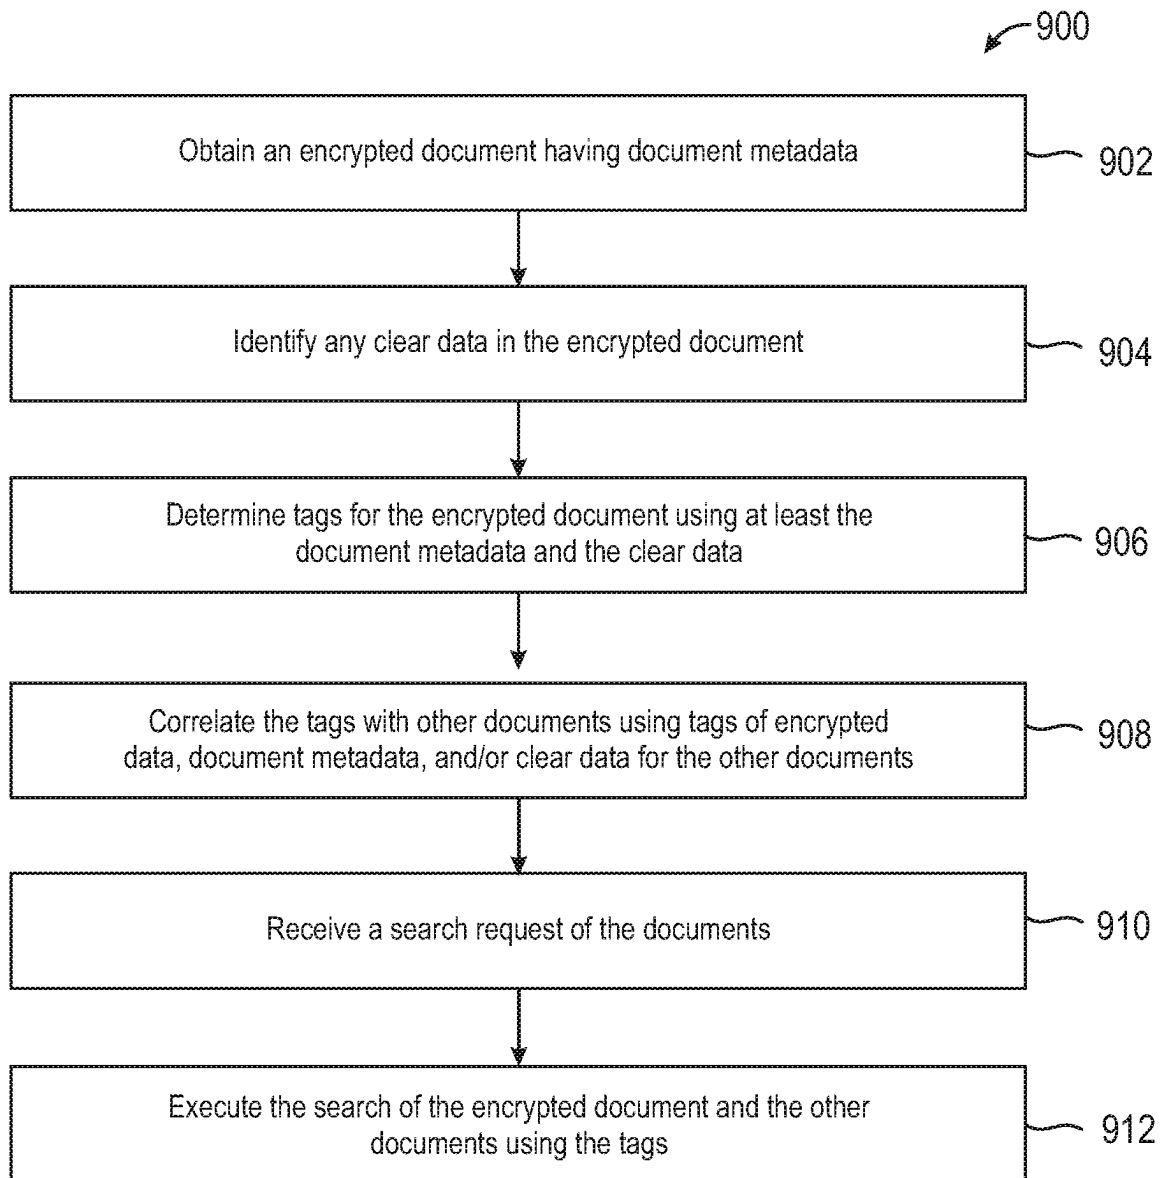 900
Obtain an encrypted document having document metadata
902
Identify any clear data in the encrypted document
904
Determine tags for the encrypted document using at least the
document metadata and the clear data
906
Correlate the tags with other documents using tags of encrypted
data, document metadata, and/or clear data for the other documents
908
Receive a search request of the documents
910
Execute the search of the encrypted document and the other
documents using the tags
912